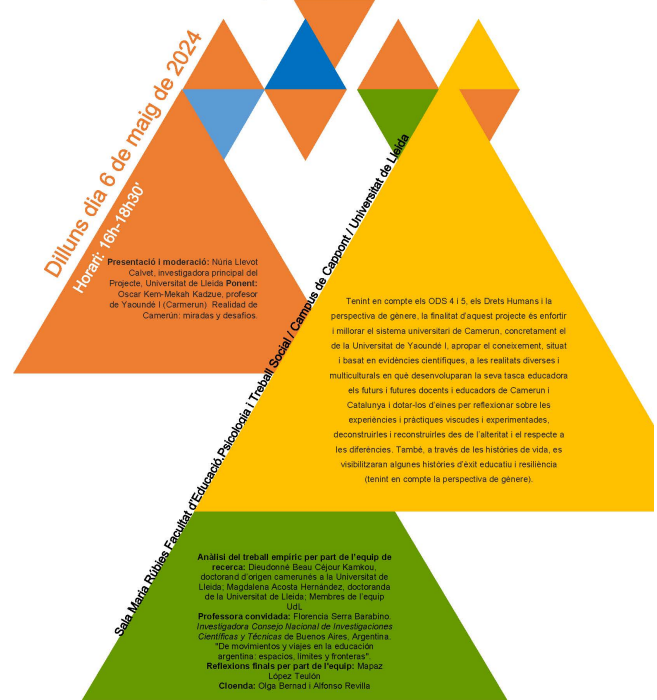 Dilluns dia 6 de maig de 2024
Horari: 16h-18h30'
Presentació i moderació: Núria Llevot
Calvet, investigadora principal del
Projecte, Universitat de Lleida Ponent:
Oscar Kem-Mekah Kadzue, profesor
de Yaoundé I (Carmerun) Realidad de
Camerún: miradas y desafios.
Sala Maria Rúbies Facultat d'Educació,Psicologia i Treball Social / Campus de Cappont / Universitat de Lleida
Tenint en compte els ODS 4 i 5, els Drets Humans i la
perspectiva de gènere, la finalitat d'aquest projecte és enfortir
i millorar el sistema universitari de Camerun, concretament el
de la Universitat de Yaoundé I, apropar el coneixement, situat
i basat en evidències científiques, a les realitats diverses i
multiculturals en què desenvoluparan la seva tasca educadora
els futurs i futures docents i educadors de Camerun i
Catalunya i dotar-los d'eines per reflexionar sobre les
experiències i pràctiques viscudes i experimentades,
deconstruirles i reconstruirles des de l'alteritat i el respecte a
les diferències. També, a través de les històries de vida, es
visibilitzaran algunes històries d'èxit educatiu i resiliència
(tenint en compte la perspectiva de gènere).
Anàlisi del treball empíric per part de l'equip de
recerca: Dieudonné Beau Céjour Kamkou,
doctorand d'origen camerunés a la Universitat de
Lleida; Magdalena Acosta Hernández, doctoranda
de la Universitat de Lleida; Membres de l'equip
UdL
Professora convidada: Florencia Serra Barabino.
Investigadora Consejo Nacional de Investigaciones
Científicas y Técnicas de Buenos Aires, Argentina.
"De movimientos y viajes en la educación
argentina: espacios, límites y fronteras".
Reflexions finals per part de l'equip: Mapaz
López Teulón
Cloenda: Olga Bernad i Alfonso Revilla